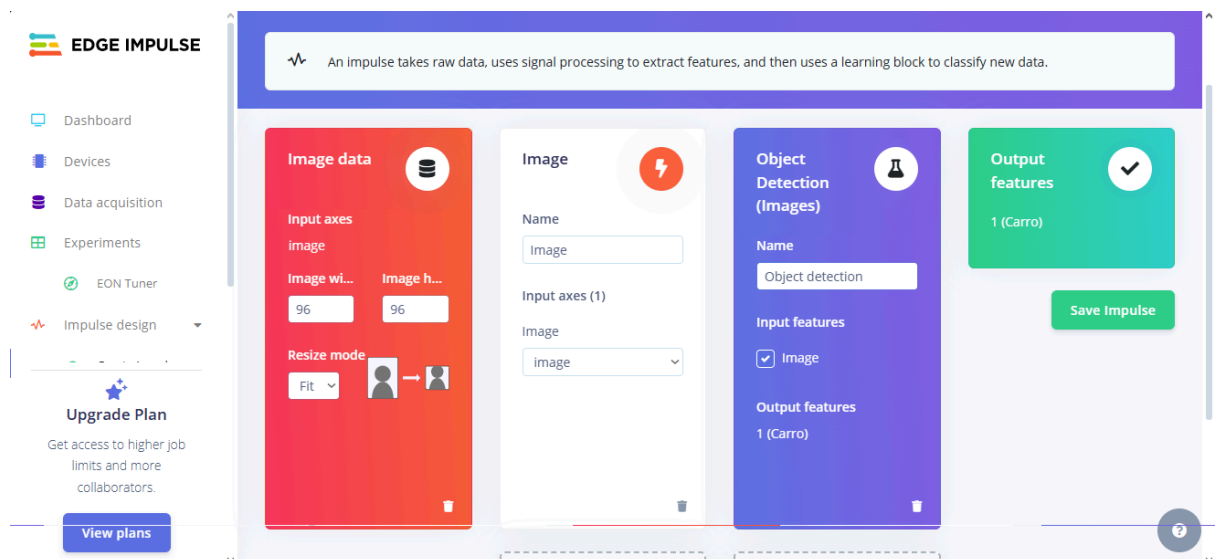 EDGE IMPULSE
An impulse takes raw data, uses signal processing to extract features, and then uses a learning block to classify new data.
Dashboard
Devices
Data acquisition
Experiments
EON Tuner
Impulse design
Upgrade Plan
Get access to higher job
limits and more
collaborators.
View plans
Image data
Input axes
image
Image wi...
Image h...
96
96
Resize mode
Fit
Image
Name
Image
Input axes (1)
Image
image
Object
Detection
(Images)
Name
Object detection
Input features
Image
Output features
1 (Carro)
Output
features
1 (Carro)
Save Impulse
?